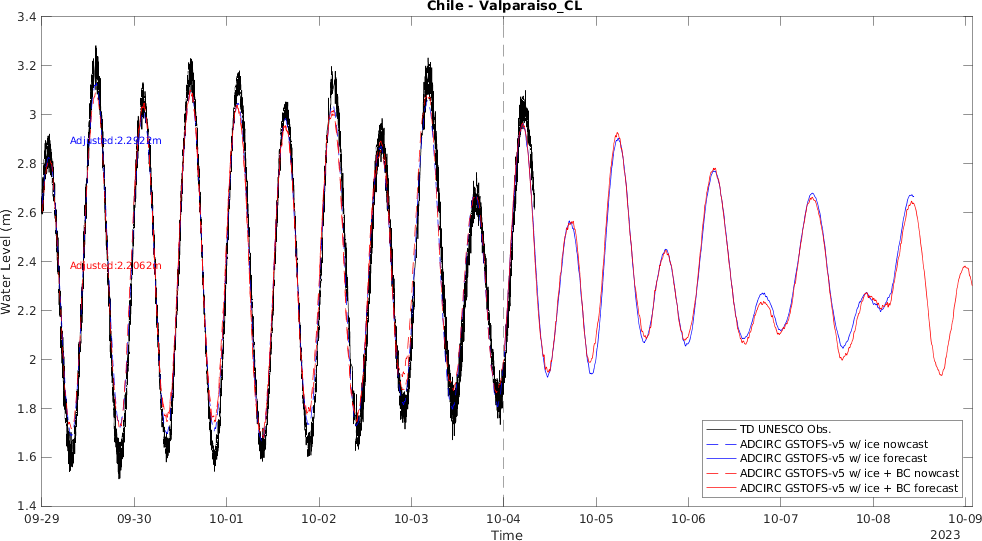 Chile - Valparaiso_CL
3.4
3.2
3
2.8
2.6
2.4
2.2
2
1.8
1.6
1.4
Water Level (m)
Adjusted:2.2922m
Adjusted:2.2062m
TD UNESCO Obs.
ADCIRC GSTOFS-v5 w/ ice nowcast
ADCIRC GSTOFS-v5 w/ ice forecast
ADCIRC GSTOFS-v5 w/ ice + BC nowcast
ADCIRC GSTOFS-v5 w/ ice + BC forecast
09-29 09-30 10-01 10-02 10-03 10-04 10-05 10-06 10-07 10-08 10-09
Time
2023